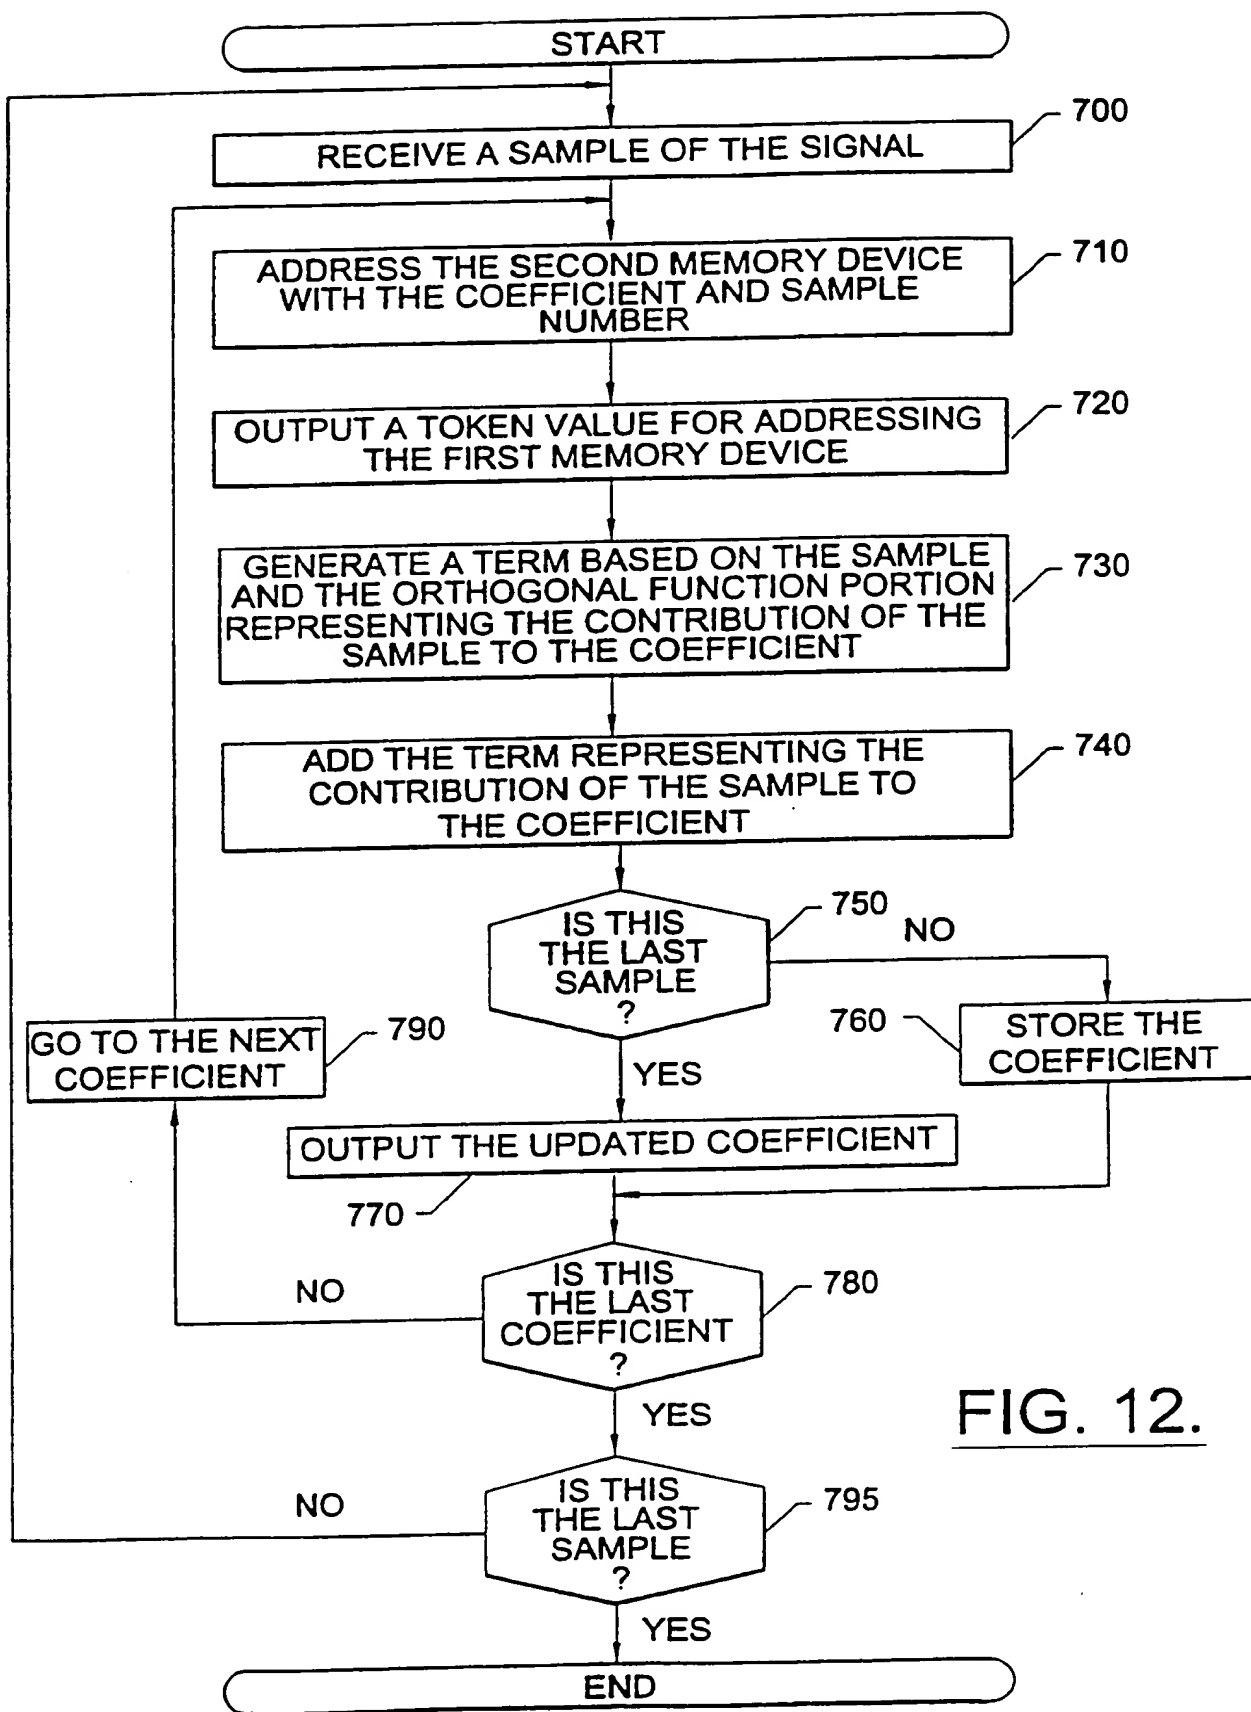 START
700
RECEIVE A SAMPLE OF THE SIGNAL
710
ADDRESS THE SECOND MEMORY DEVICE
WITH THE COEFFICIENT AND SAMPLE
NUMBER
720
OUTPUT A TOKEN VALUE FOR ADDRESSING
THE FIRST MEMORY DEVICE
730
GENERATE A TERM BASED ON THE SAMPLE
AND THE ORTHOGONAL FUNCTION PORTION
REPRESENTING THE CONTRIBUTION OF THE
SAMPLE TO THE COEFFICIENT
740
ADD THE TERM REPRESENTING THE
CONTRIBUTION OF THE SAMPLE TO
THE COEFFICIENT
750
IS THIS
THE LAST
SAMPLE
?
NO
760
STORE THE
COEFFICIENT
790
GO TO THE NEXT
COEFFICIENT
YES
OUTPUT THE UPDATED COEFFICIENT
770
IS THIS
THE LAST
COEFFICIENT
?
780
NO
YES
FIG. 12.
IS THIS
THE LAST
SAMPLE
?
795
NO
YES
END